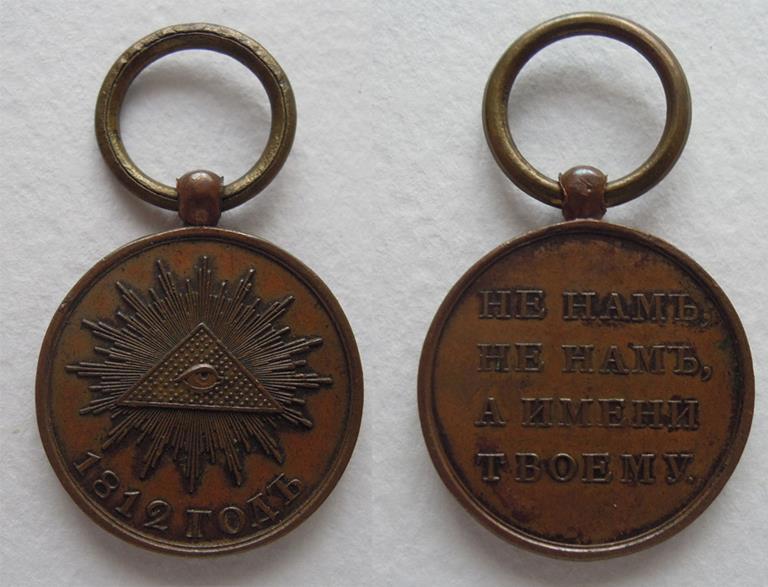 1812 ГОДЪ
НЕ НАМЪ,
НЕ НАМЪ,
А ИМЕНИ
ТВОЕМУ.